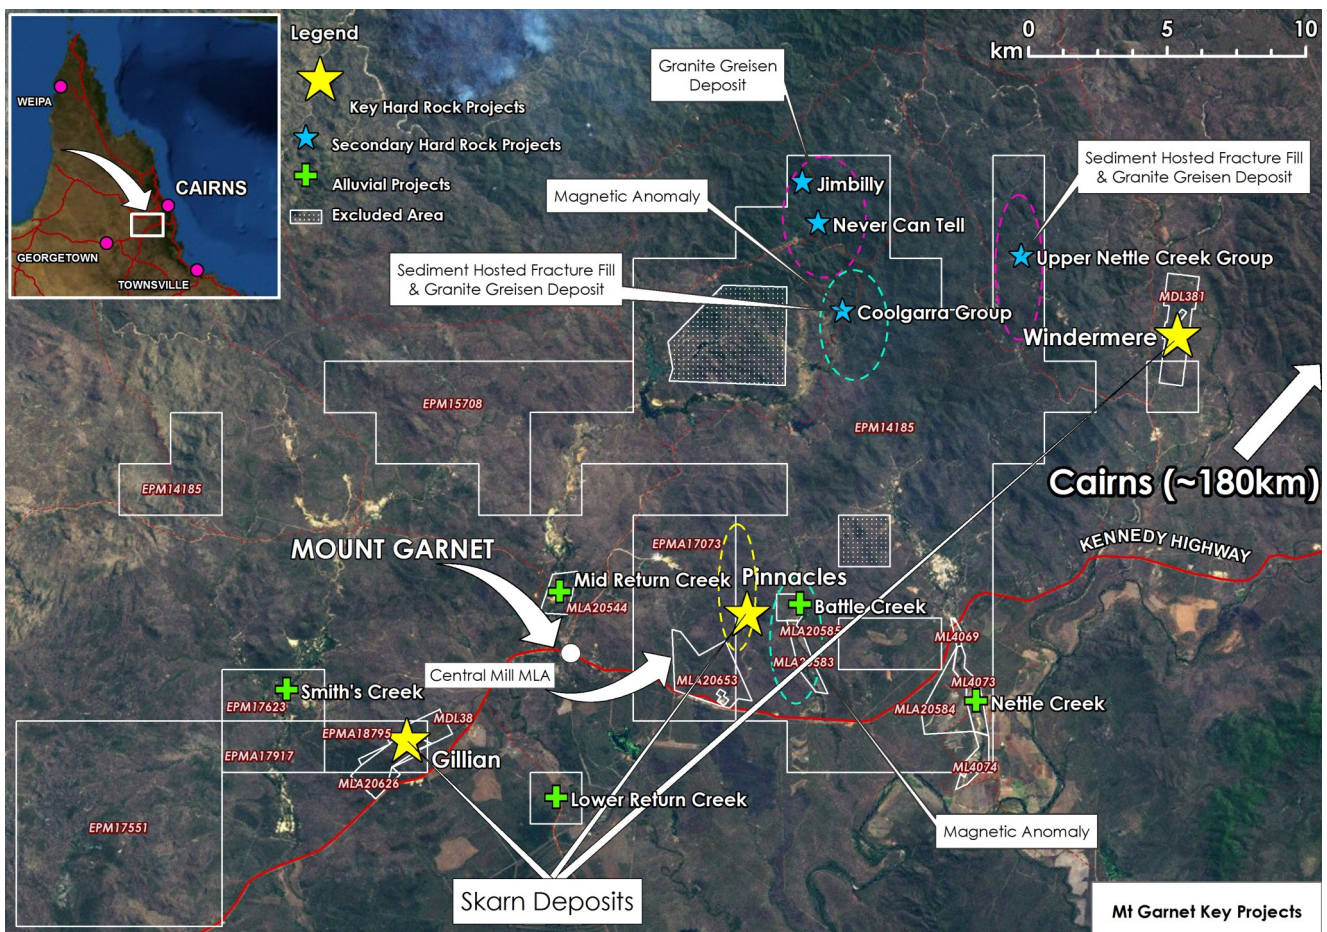 WEIPA
CAIRNS
GEORGETOWN
TOWNSVILLE
Legend
Key Hard Rock Projects
Secondary Hard Rock Projects
Alluvial Projects
Excluded Area
0 5 10
km
Granite Greisen
Deposit
Magnetic Anomaly
Sediment Hosted Fracture Fill
& Granite Greisen Deposit
Sediment Hosted Fracture Fill
& Granite Greisen Deposit
Jimbilly
Never Can Tell
Upper Nettle Creek Group
Coolgarra Group
MDL381
Windermere
EPM15708
EPM14185
EPM14185
Cairns (~180km)
KENNEDY HIGHWAY
MOUNT GARNET
EPMA17073
Pinnacles
Mid Return Creek
MLA20544
Battle Creek
MLA20585
MLA20583
ML4069
Central Mill MLA
MLA20653
ML4073
MLA20584
Nettle Creek
ML4074
Smith's Creek
EPM17623
MDL38
EPMA18795
EPMA17917
Gillian
MLA20626
Lower Return Creek
EPM17551
Magnetic Anomaly
Skarn Deposits
Mt Garnet Key Projects